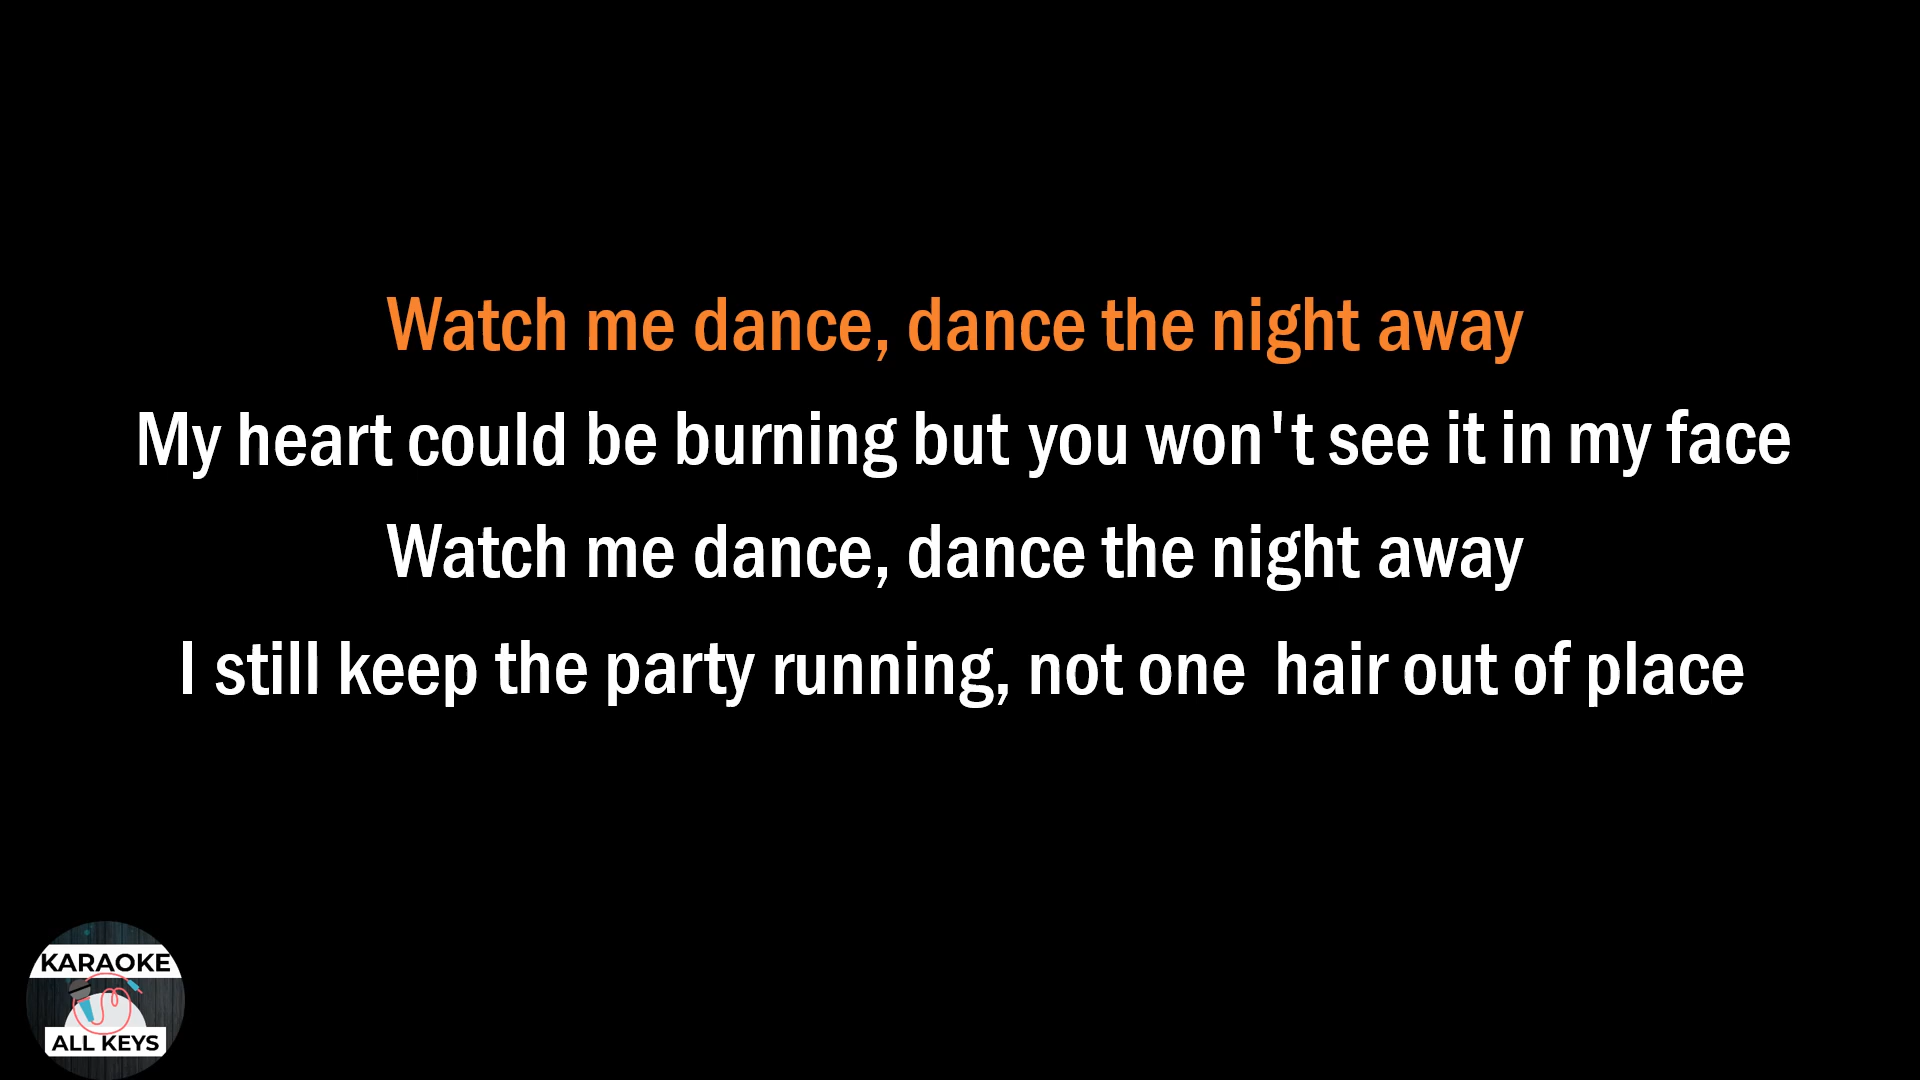 Watch me dance, dance the night away
My heart could be burning but you won't see it in my face
Watch me dance, dance the night away
I still keep the party running, not one  hair out of place
KARAOKE
ALL KEYS